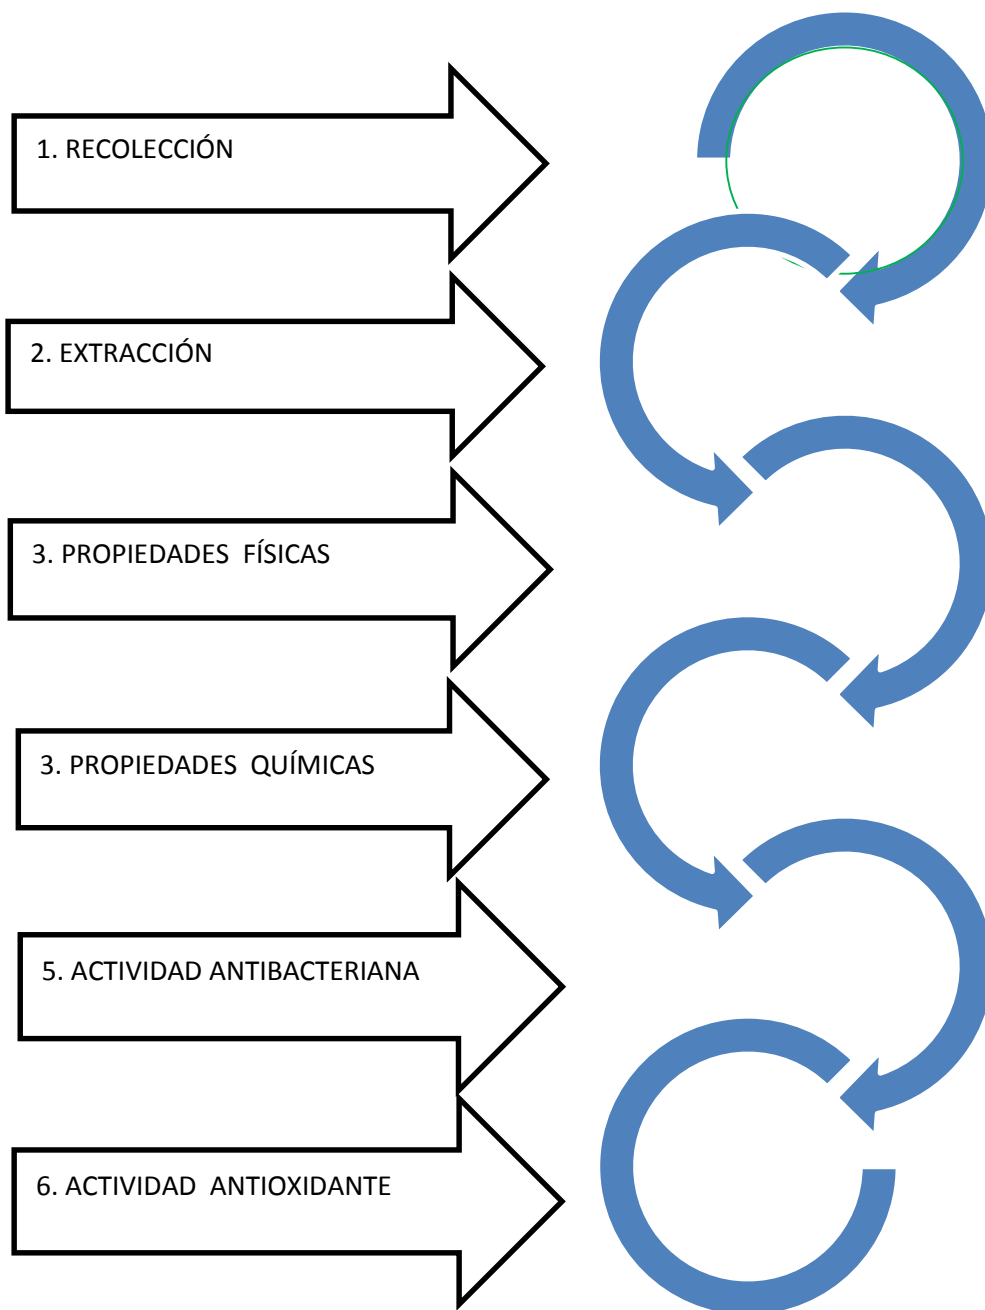 1. RECOLECCIÓN
2. EXTRACCIÓN
3. PROPIEDADES  FÍSICAS
3. PROPIEDADES  QUÍMICAS
5. ACTIVIDAD ANTIBACTERIANA
6. ACTIVIDAD  ANTIOXIDANTE